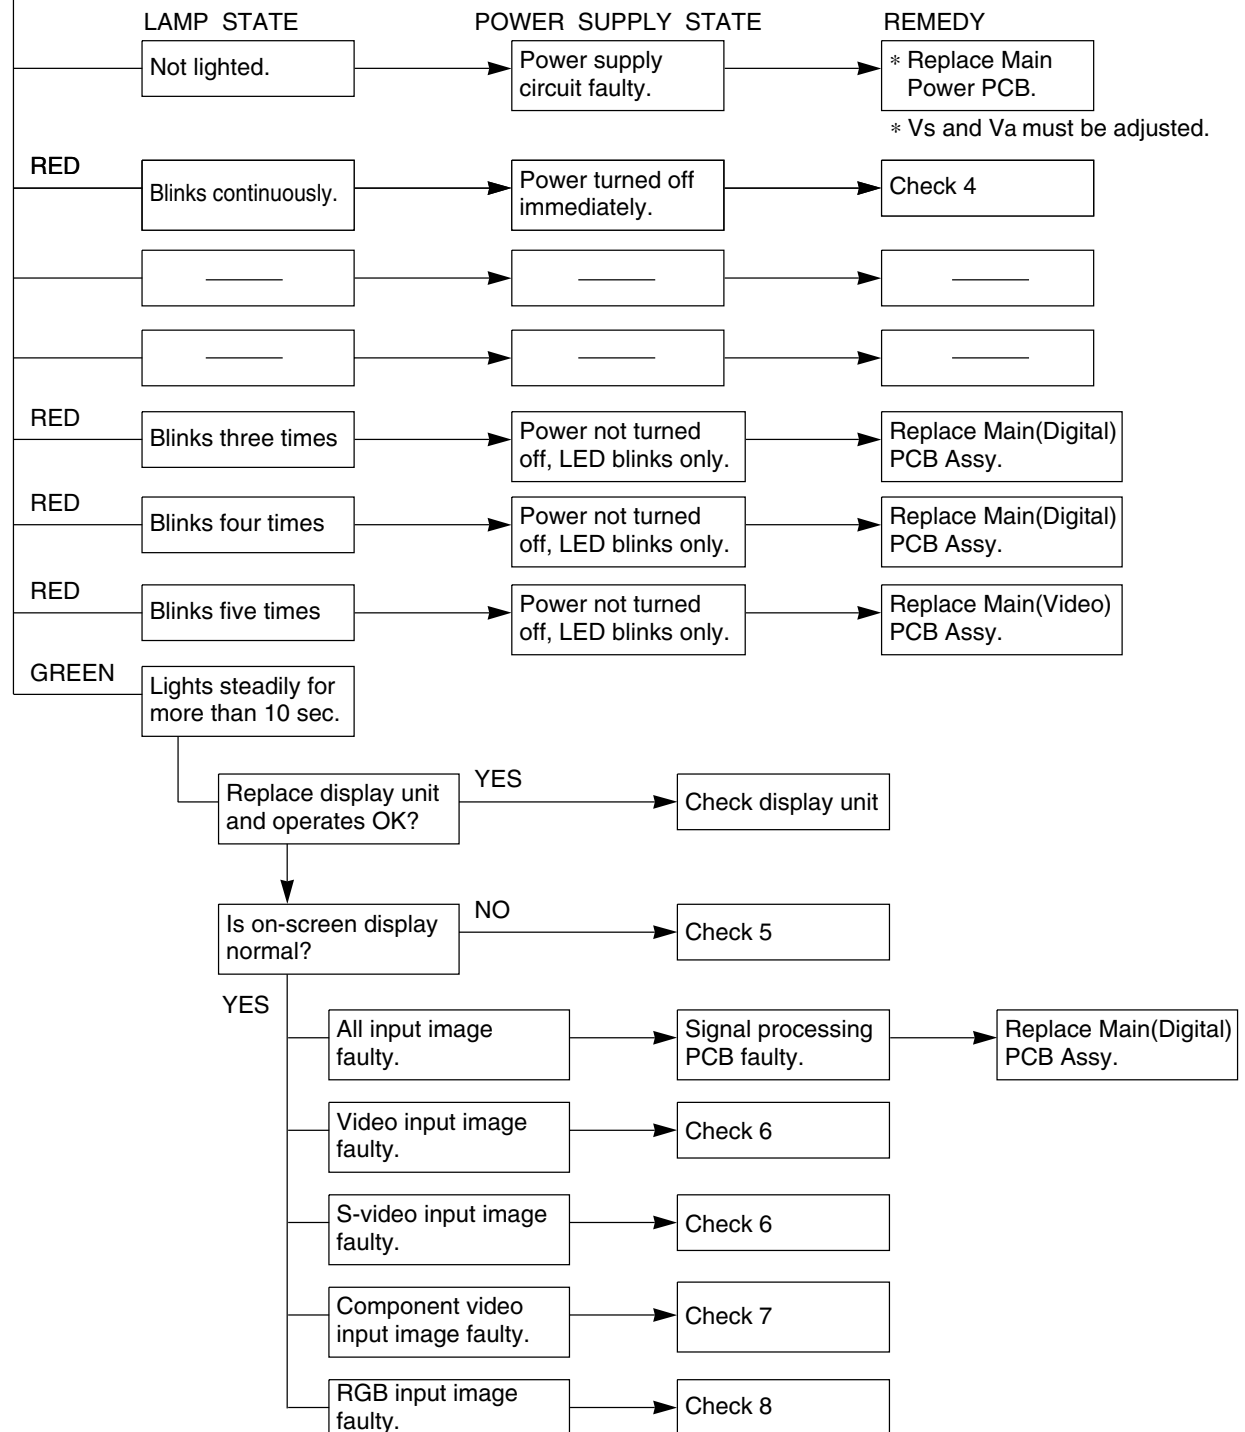 LAMP STATE POWER SUPPLY STATE REMEDY
Not lighted.
Power supply
circuit faulty.
* Replace Main
Power PCB.
* Vs and Va must be adjusted.
RED
Blinks continuously.
Power turned off
immediately.
Check 4
RED
Blinks three times
Power not turned
off, LED blinks only.
Replace Main(Digital)
PCB Assy.
RED
Blinks four times
Power not turned
off, LED blinks only.
Replace Main(Digital)
PCB Assy.
RED
Blinks five times
Power not turned
off, LED blinks only.
Replace Main(Video)
PCB Assy.
GREEN
Lights steadily for
more than 10 sec.
Replace display unit
and operates OK?
YES
Check display unit
Is on-screen display
normal?
NO
Check 5
YES
All input image
faulty.
Signal processing
PCB faulty.
Replace Main(Digital)
PCB Assy.
Video input image
faulty.
Check 6
S-video input image
faulty.
Check 6
Component video
input image faulty.
Check 7
RGB input image
faulty.
Check 8